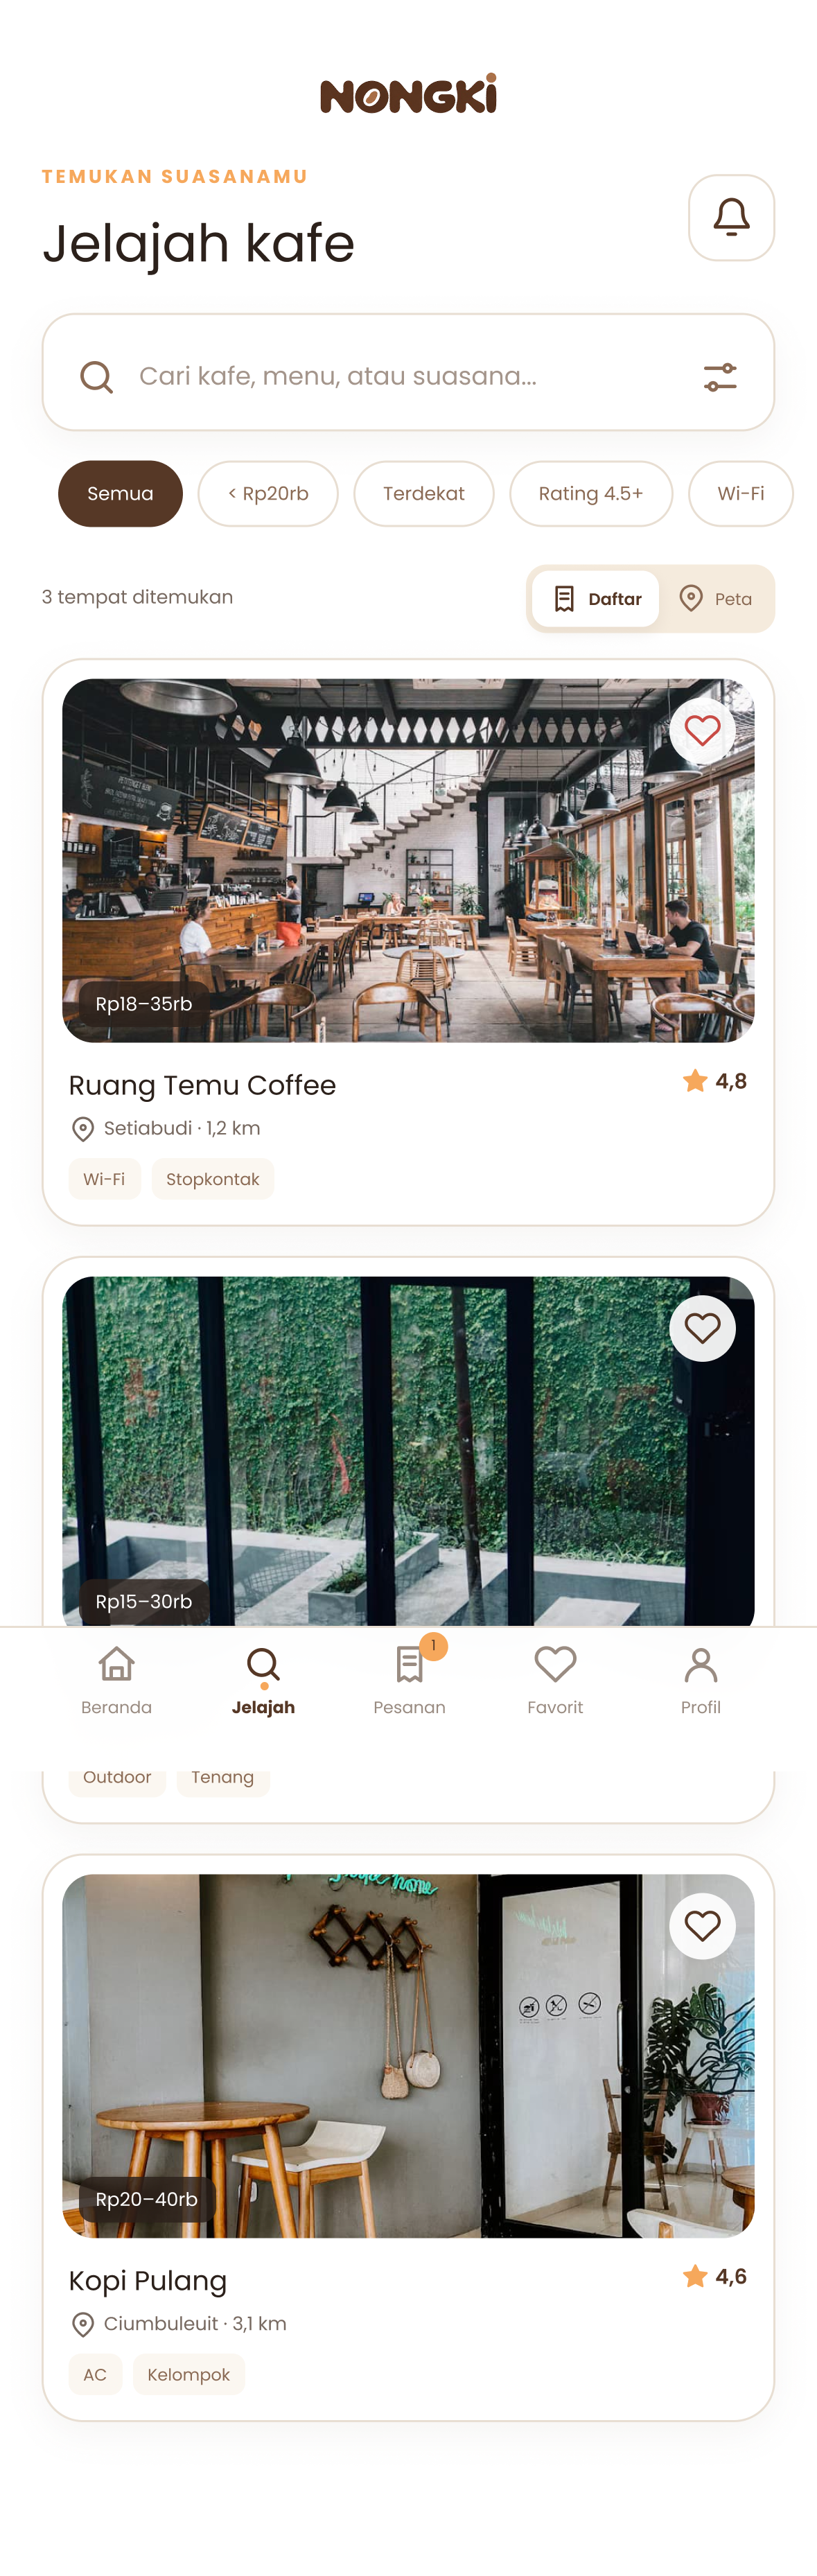 NONGKi
TEMUKAN SUASANAMU
Jelajah kafe
Cari kafe, menu, atau suasana...
Semua
< Rp20rb
Terdekat
Rating 4.5+
Wi-Fi
3 tempat ditemukan
Daftar
Peta
love
Rp18–35rb
Ruang Temu Coffee
4,8
Setiabudi · 1,2 km
Wi-Fi
Stopkontak
Rp15–30rb
1
Beranda
Jelajah
Pesanan
Favorit
Profil
Outdoor
Tenang
home
Rp20–40rb
Kopi Pulang
4,6
Ciumbuleuit · 3,1 km
AC
Kelompok